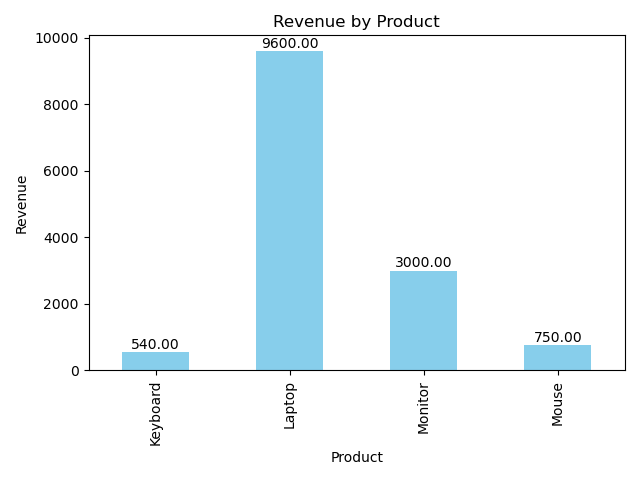 Revenue by Product
Revenue
10000
8000
6000
4000
2000
0
540.00
9600.00
3000.00
750.00
Keyboard
Laptop
Monitor
Mouse
Product